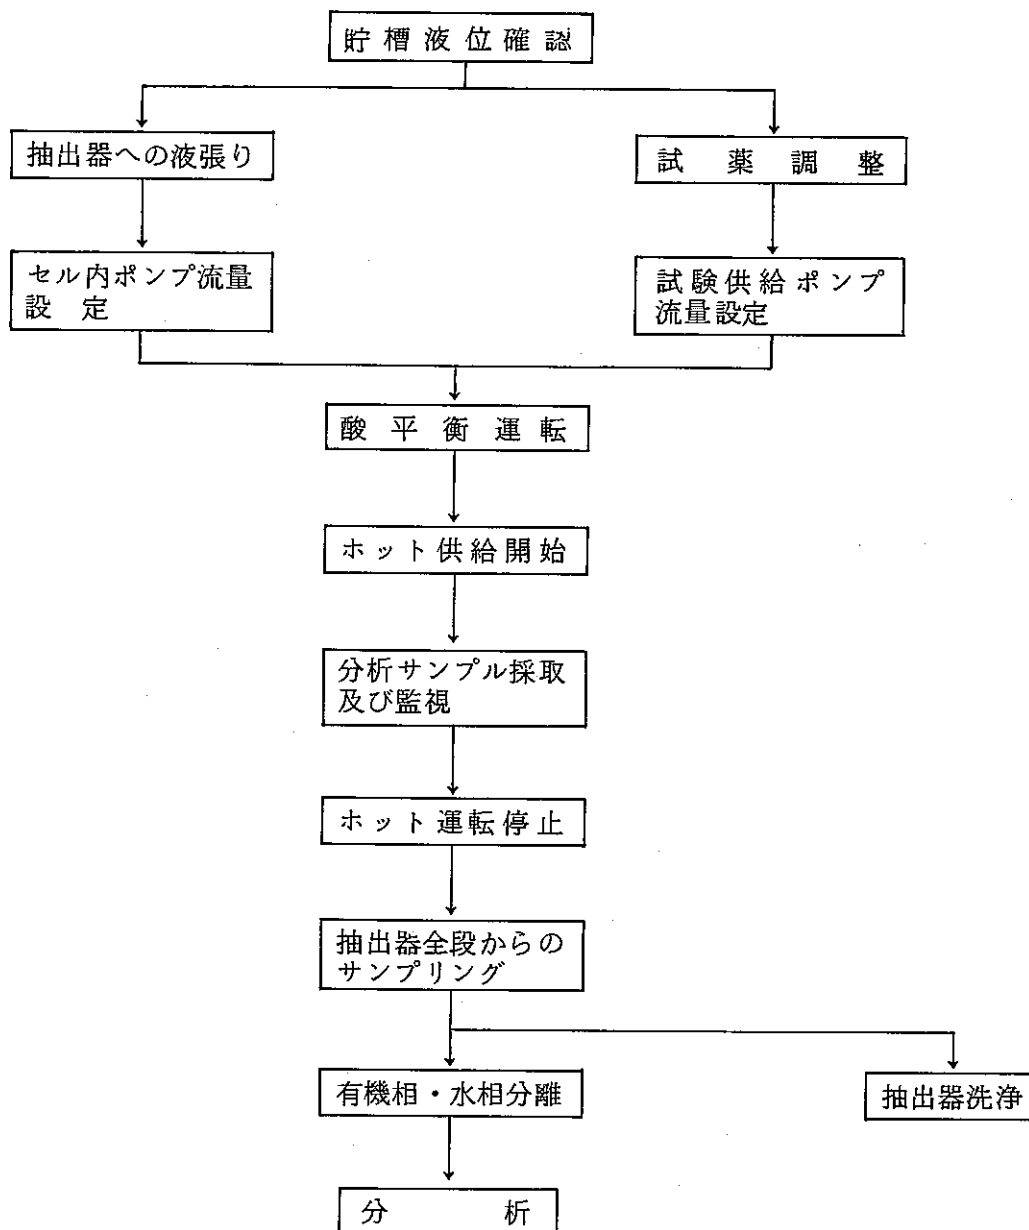 貯槽液位確認
抽出器への液張り
試薬調整
セル内ポンプ流量
設定
試験供給ポンプ
流量設定
酸平衡運転
ホット供給開始
分析サンプル採取
及び監視
ホット運転停止
抽出器全段からの
サンプリング
有機相・水相分離
抽出器洗浄
分析